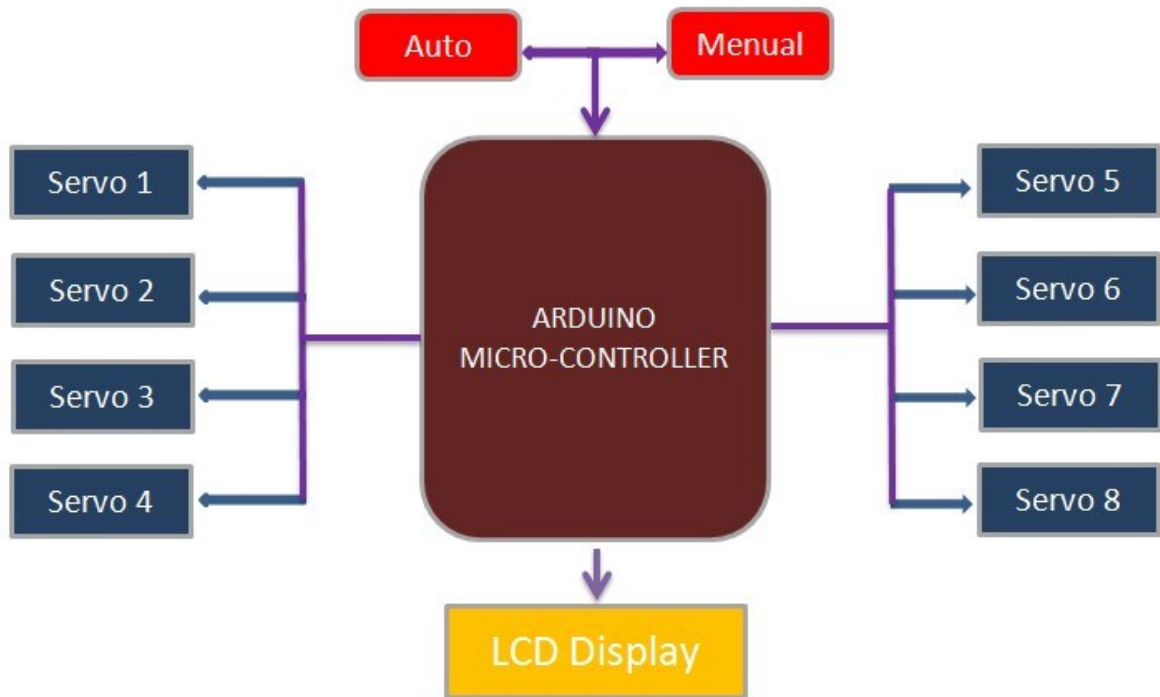 Auto
Menual
Servo 1
Servo 2
Servo 3
Servo 4
ARDUINO
MICRO-CONTROLLER
Servo 5
Servo 6
Servo 7
Servo 8
LCD Display